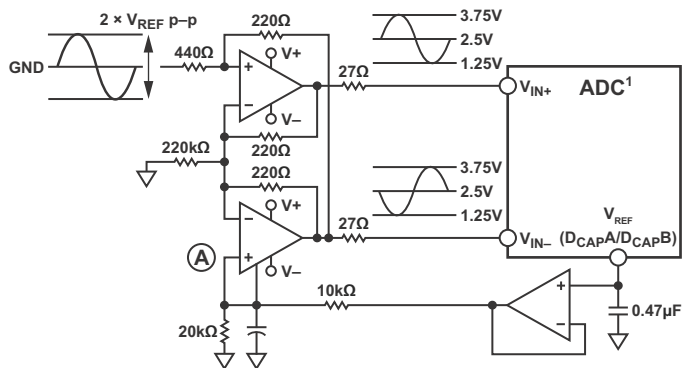 2 × VREF p–p
GND
440Ω
220Ω
V+
V–
27Ω
3.75V
2.5V
1.25V
VIN+
ADC1
220kΩ
220Ω
220Ω
V+
V–
A
27Ω
3.75V
2.5V
1.25V
VIN–
VREF
(DCAPA/DCAPB)
10kΩ
20kΩ
0.47µF
+
–
–
+
+
–